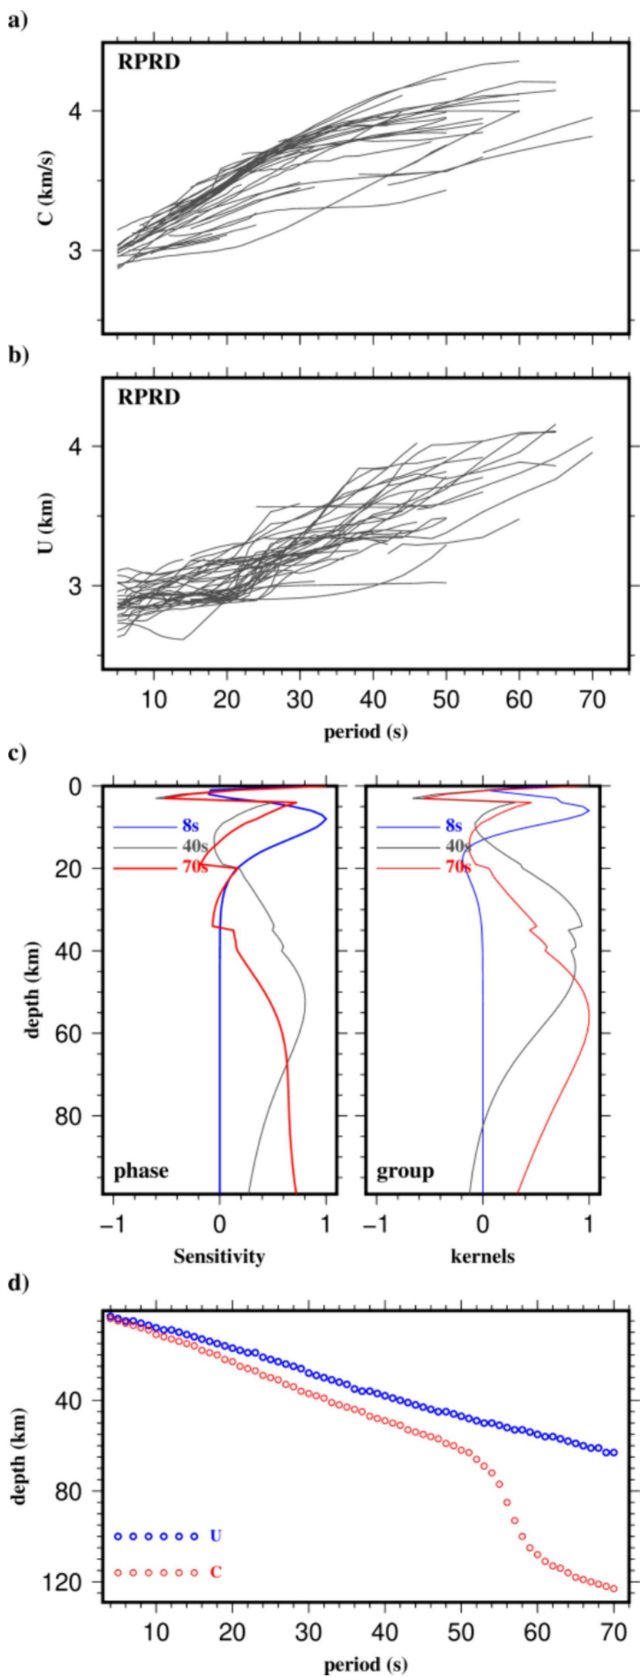 a)
RPRD
4
3
C (km/s)
b)
RPRD
4
3
U (km)
10 20 30 40 50 60 70
period (s)
c)
0
20
40
60
80
depth (km)
8s
40s
70s
phase
−1 0 1
Sensitivity
8s
40s
70s
group
−1 0 1
kernels
d)
40
80
120
depth (km)
U
C
10 20 30 40 50 60 70
period (s)